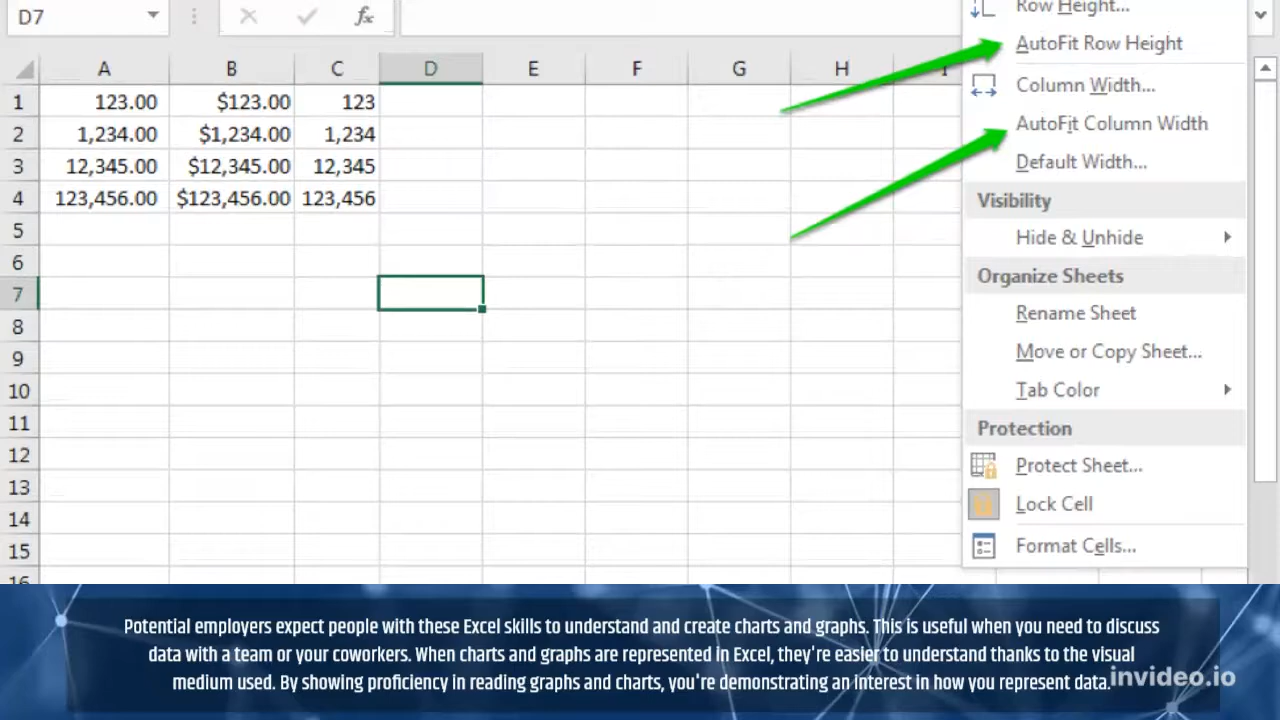 D7
fx
Row Height...
AutoFit Row Height
A B C D E F G H I
Column Width...
1 123.00 $123.00 123
AutoFit Column Width
2 1,234.00 $1,234.00 1,234
Default Width...
3 12,345.00 $12,345.00 12,345
Visibility
4 123,456.00 $123,456.00 123,456
5
Hide & Unhide
6
Organize Sheets
7
Rename Sheet
8
Move or Copy Sheet...
9
Tab Color
10
11
Protection
12
Protect Sheet...
13
Lock Cell
14
Format Cells...
15
16
Potential employers expect people with these Excel skills to understand and create charts and graphs. This is useful when you need to discuss
data with a team or your coworkers. When charts and graphs are represented in Excel, they're easier to understand thanks to the visual
medium used. By showing proficiency in reading graphs and charts, you're demonstrating an interest in how you represent data.
invideo.io